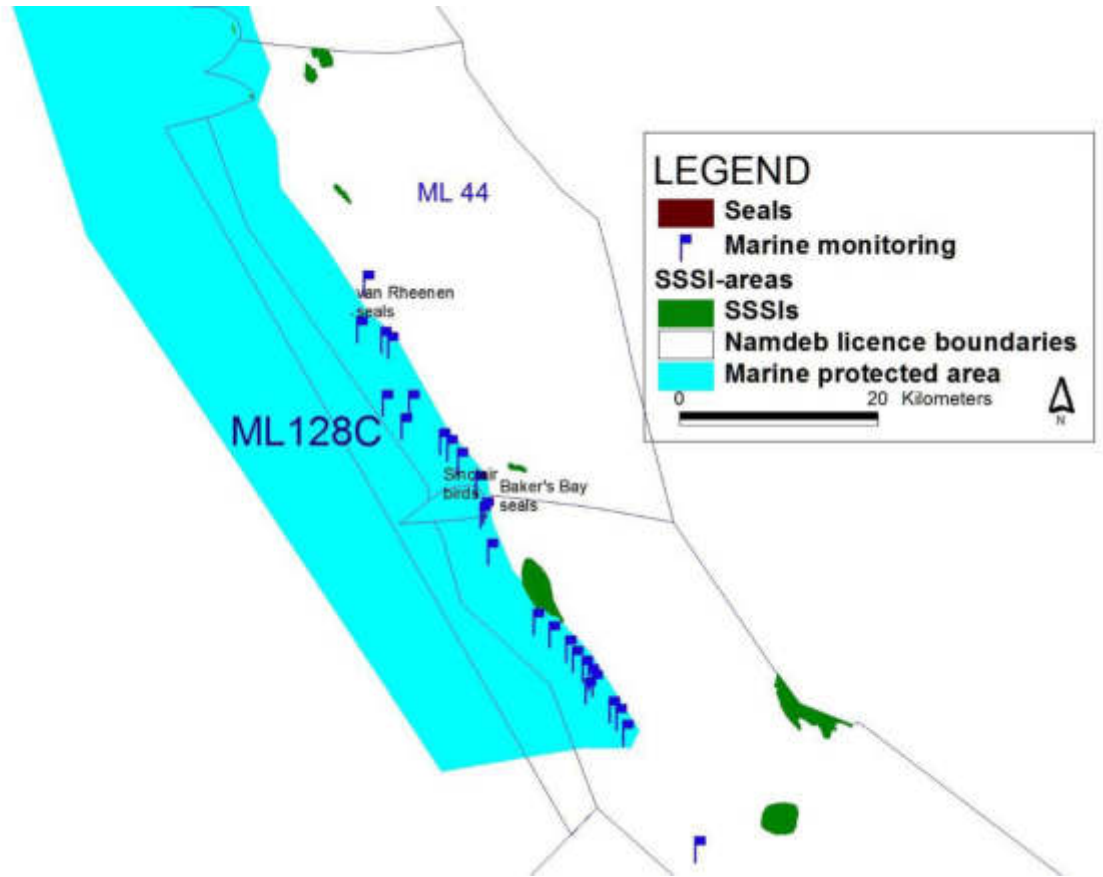 ML 44
LEGEND
Seals
Marine monitoring
SSSI-areas
SSSIs
Namdeb licence boundaries
Marine protected area
0 20 Kilometers
N
van Rheenen
seals
ML128C
Sinclair
birds
Baker's Bay
seals